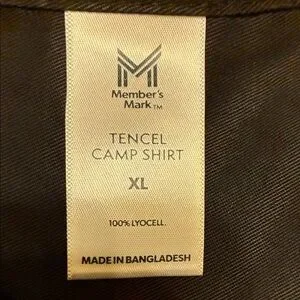 M
Member's
Mark™
TENCEL
CAMP SHIRT
XL
100% LYOCELL.
MADE IN BANGLADESH